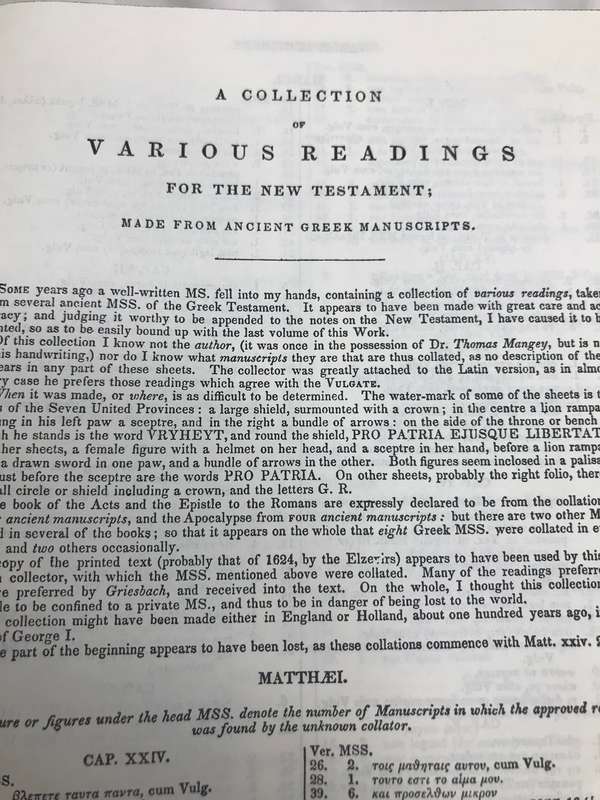 A COLLECTION
OF
VARIOUS READINGS
FOR THE NEW TESTAMENT;
MADE FROM ANCIENT GREEK MANUSCRIPTS.
SOME years ago a well-written MS. fell into my hands, containing a collection of various readings, take
m several ancient MSS. of the Greek Testament. It appears to have been made with great care and ac
racy; and judging it worthy to be appended to the notes on the New Testament, I have caused it to b
nted, so as to be easily bound up with the last volume of this Work.
Of this collection I know not the author, (it was once in the possession of Dr. Thomas Mangey, but is n
is handwriting,) nor do I know what manuscripts they are that are thus collated, as no description of the
ears in any part of these sheets. The collector was greatly attached to the Latin version, as in almo
ry case he prefers those readings which agree with the VULGATE.
When it was made, or where, is as difficult to be determined. The water-mark of some of the sheets is t
s of the Seven United Provinces: a large shield, surmounted with a crown; in the centre a lion rampa
ng in his left paw a sceptre, and in the right a bundle of arrows: on the side of the throne or bench
h he stands is the word VRYHEYT, and round the shield, PRO PATRIA EJUSQUE LIBERTAT
her sheets, a female figure with a helmet on her head, and a sceptre in her hand, before a lion rampa
a drawn sword in one paw, and a bundle of arrows in the other. Both figures seem inclosed in a palisa
ust before the sceptre are the words PRO PATRIA. On other sheets, probably the right folio, there
all circle or shield including a crown, and the letters G. R.
e book of the Acts and the Epistle to the Romans are expressly declared to be from the collation
ancient manuscripts, and the Apocalypse from FOUR ancient manuscripts: but there are two other M
d in several of the books; so that it appears on the whole that eight Greek MSS. were collated in e
and two others occasionally.
copy of the printed text (probably that of 1624, by the Elzevirs) appears to have been used by this
n collector, with which the MSS. mentioned above were collated. Many of the readings preferre
e preferred by Griesbach, and received into the text. On the whole, I thought this collection
le to be confined to a private MS., and thus to be in danger of being lost to the world.
collection might have been made either in England or Holland, about one hundred years ago, i
of George I.
e part of the beginning appears to have been lost, as these collations commence with Matt. xxiv. 2
MATTHÆI.
ure or figures under the head MSS. denote the number of Manuscripts in which the approved re
was found by the unknown collator.
CAP. XXIV.
SS.
βλεπετε ταυτα παντα, cum Vulg.
Ver. MSS.
26. 2. τοις μαθηταις αυτου, cum Vulg.
28. 1. τουτο εστι το αιμα μου.
39. 6. και προσελθων μικρον